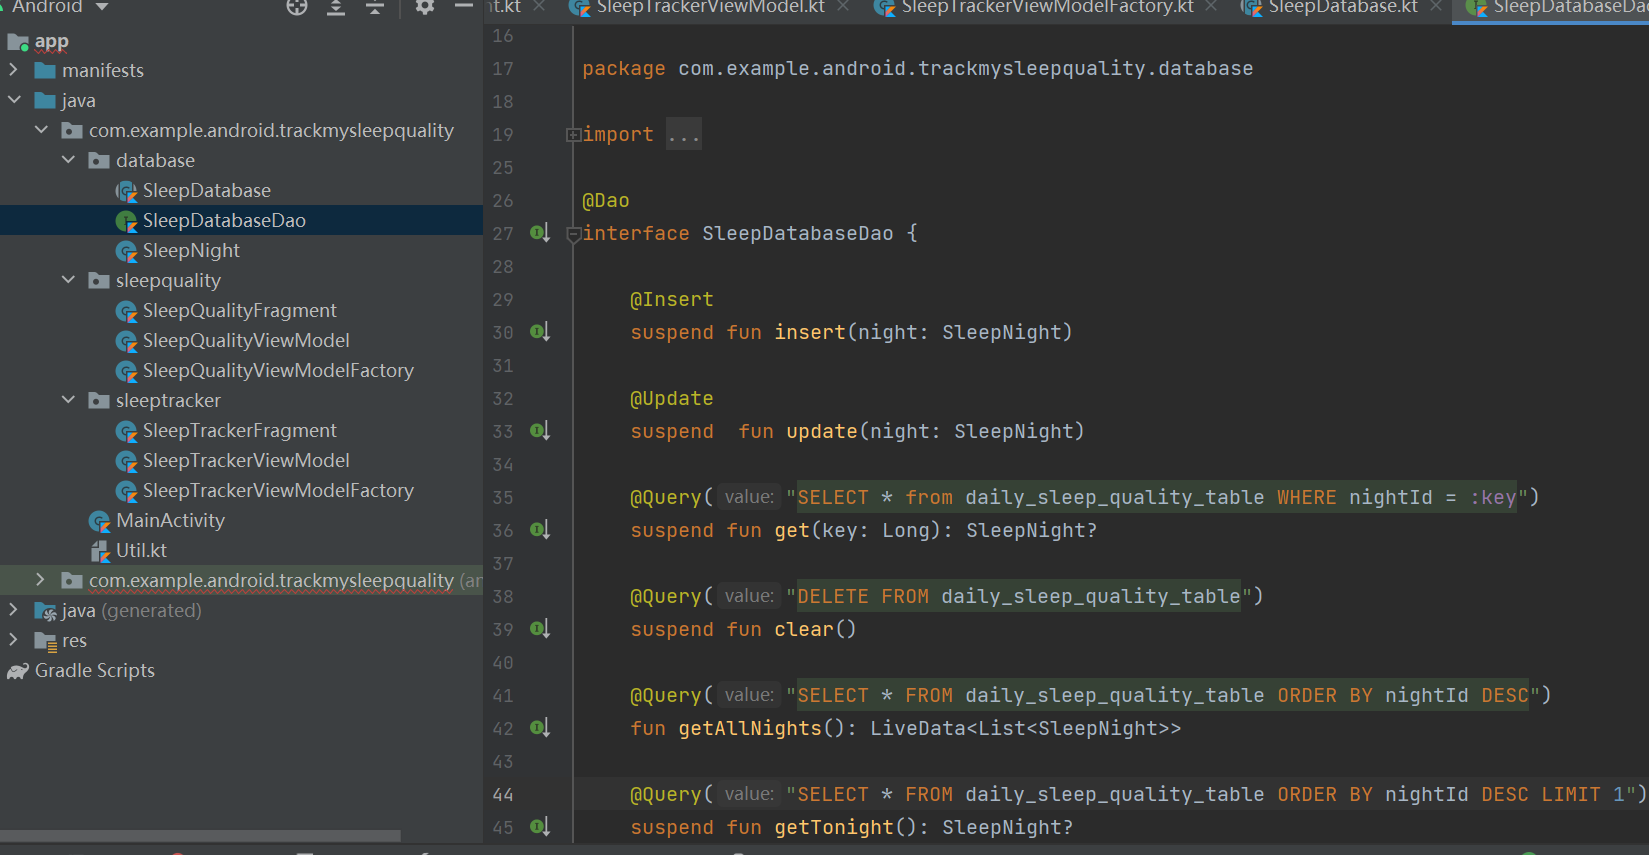 Android
nt.kt
SleepTrackerViewModel.kt
SleepTrackerViewModelFactory.kt
SleepDatabase.kt
SleepDatabaseDao
app
manifests
java
com.example.android.trackmysleepquality
database
SleepDatabase
SleepDatabaseDao
SleepNight
sleepquality
SleepQualityFragment
SleepQualityViewModel
SleepQualityViewModelFactory
sleeptracker
SleepTrackerFragment
SleepTrackerViewModel
SleepTrackerViewModelFactory
MainActivity
Util.kt
com.example.android.trackmysleepquality (an
java (generated)
res
Gradle Scripts
16
17 package com.example.android.trackmysleepquality.database
18
19 import ...
25
26 @Dao
27 interface SleepDatabaseDao {
28
29 @Insert
30 suspend fun insert(night: SleepNight)
31
32 @Update
33 suspend  fun update(night: SleepNight)
34
35 @Query( value: "SELECT * from daily_sleep_quality_table WHERE nightId = :key")
36 suspend fun get(key: Long): SleepNight?
37
38 @Query( value: "DELETE FROM daily_sleep_quality_table")
39 suspend fun clear()
40
41 @Query( value: "SELECT * FROM daily_sleep_quality_table ORDER BY nightId DESC")
42 fun getAllNights(): LiveData<List<SleepNight>>
43
44 @Query( value: "SELECT * FROM daily_sleep_quality_table ORDER BY nightId DESC LIMIT 1")
45 suspend fun getTonight(): SleepNight?